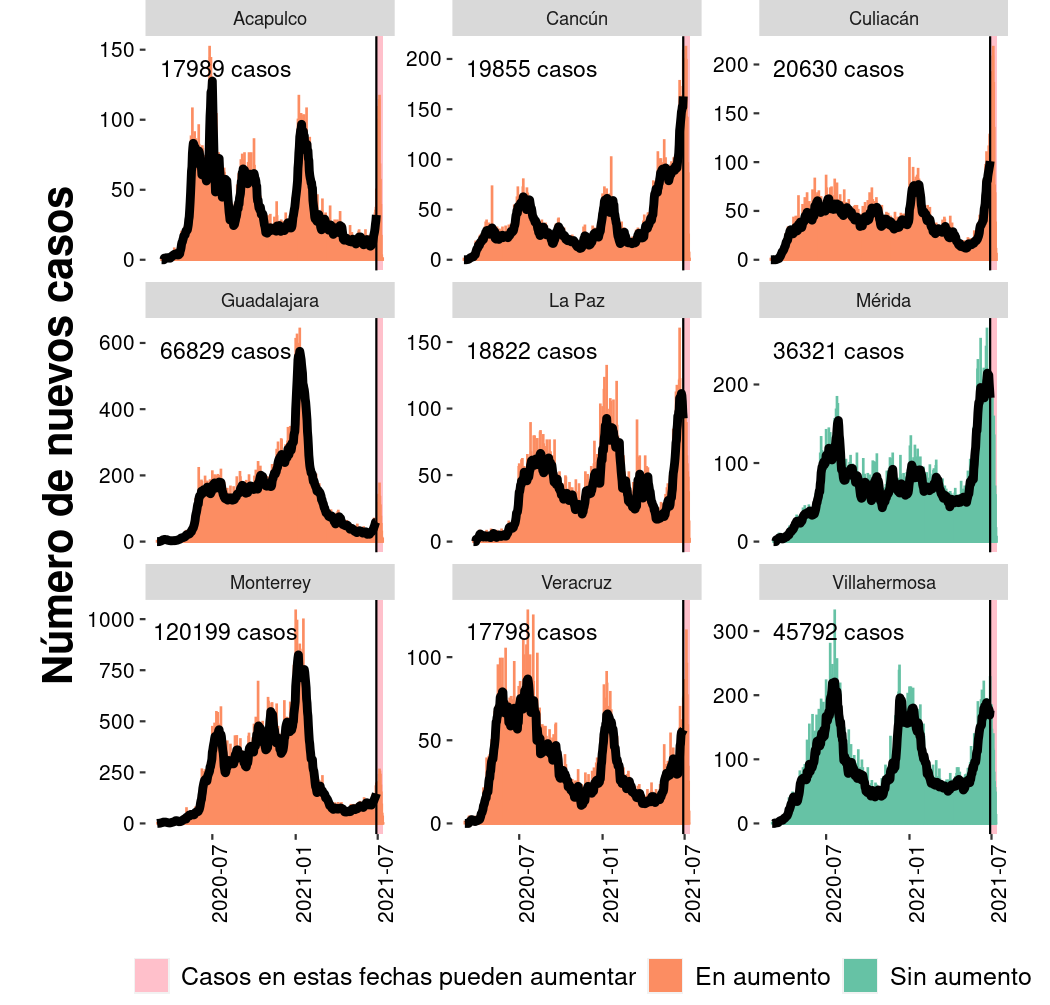 Número de nuevos casos
Acapulco
Cancún
Culiacán
150
100
50
0
17989 casos
200
150
100
50
0
19855 casos
200
150
100
50
0
20630 casos
Guadalajara
La Paz
Mérida
600
400
200
0
66829 casos
150
100
50
0
18822 casos
200
100
0
36321 casos
Monterrey
Veracruz
Villahermosa
1000
750
500
250
0
120199 casos
100
50
0
17798 casos
300
200
100
0
45792 casos
2020-07
2021-01
2021-07
2020-07
2021-01
2021-07
2020-07
2021-01
2021-07
Casos en estas fechas pueden aumentar
En aumento
Sin aumento